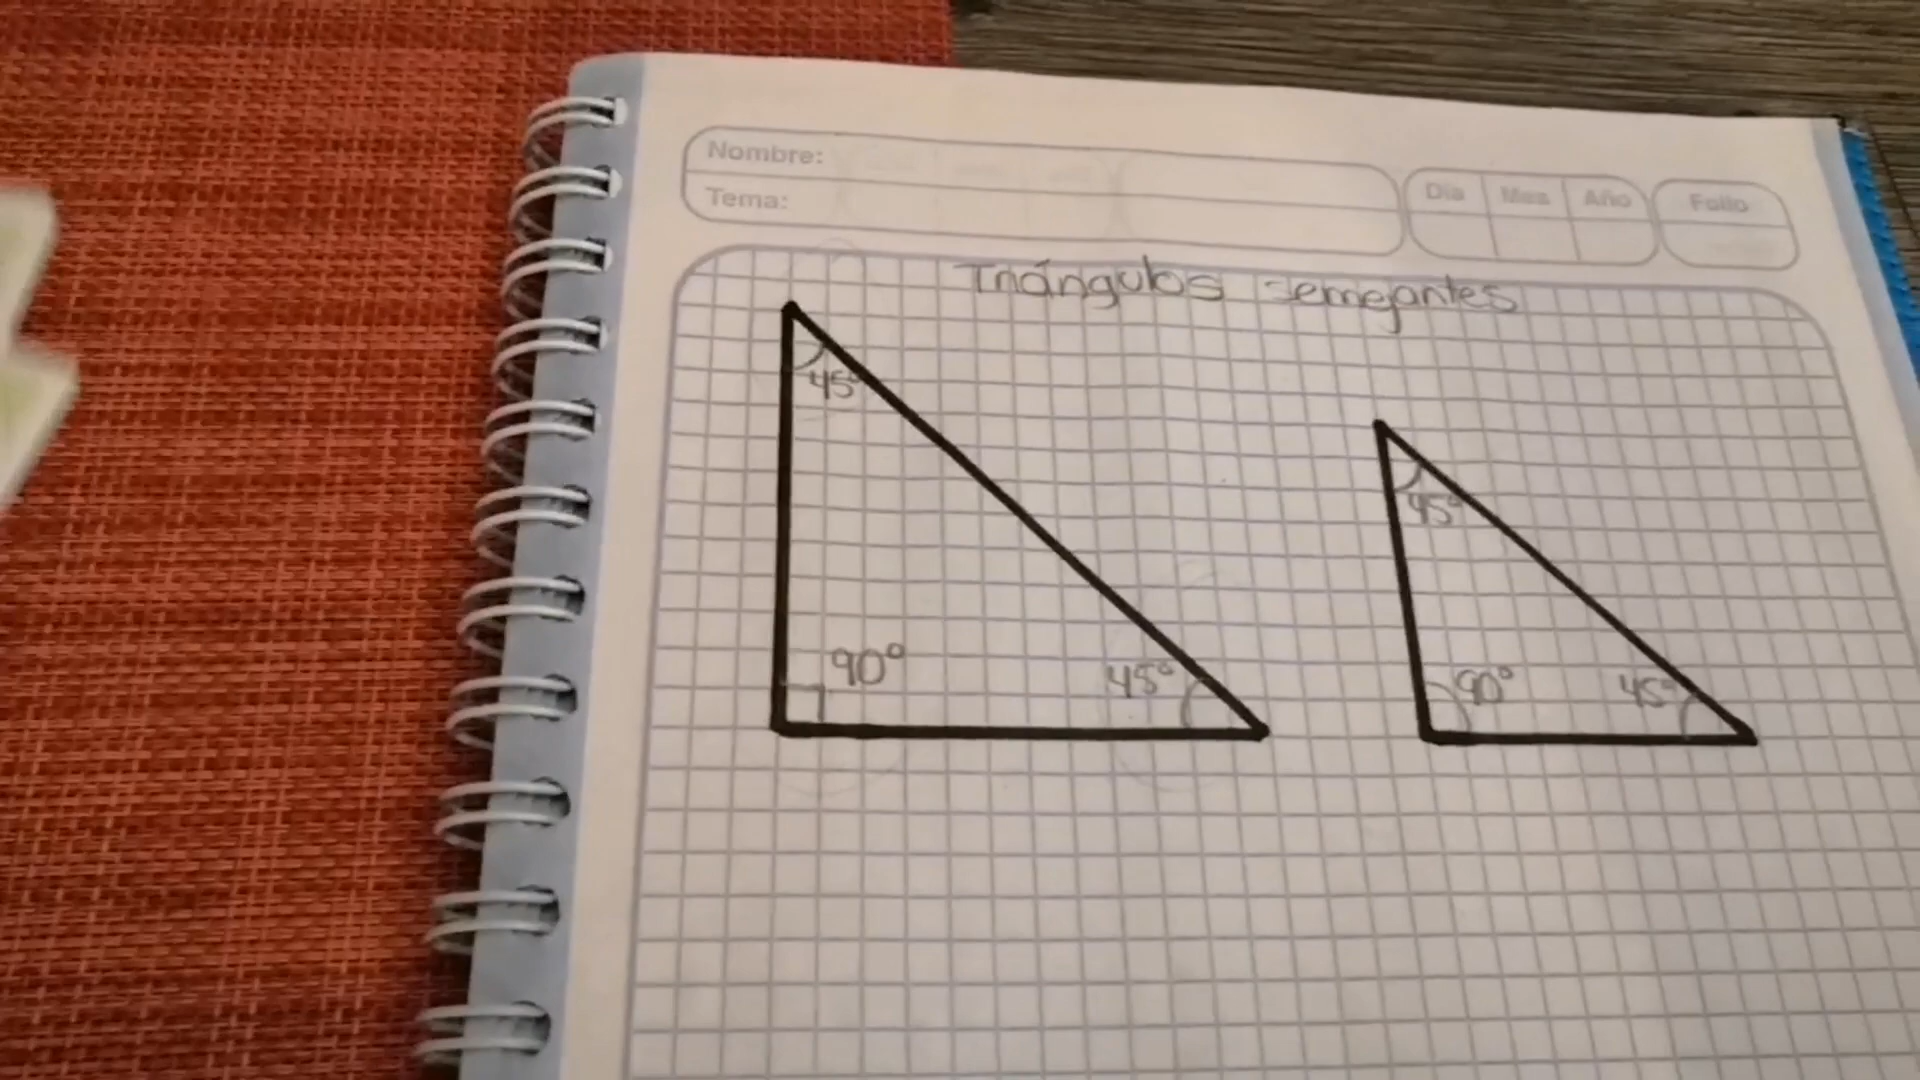 Nombre:
Tema:
Día Mes Año Folio
Triángulos semejantes
45°
45°
90° 45°
90° 45°